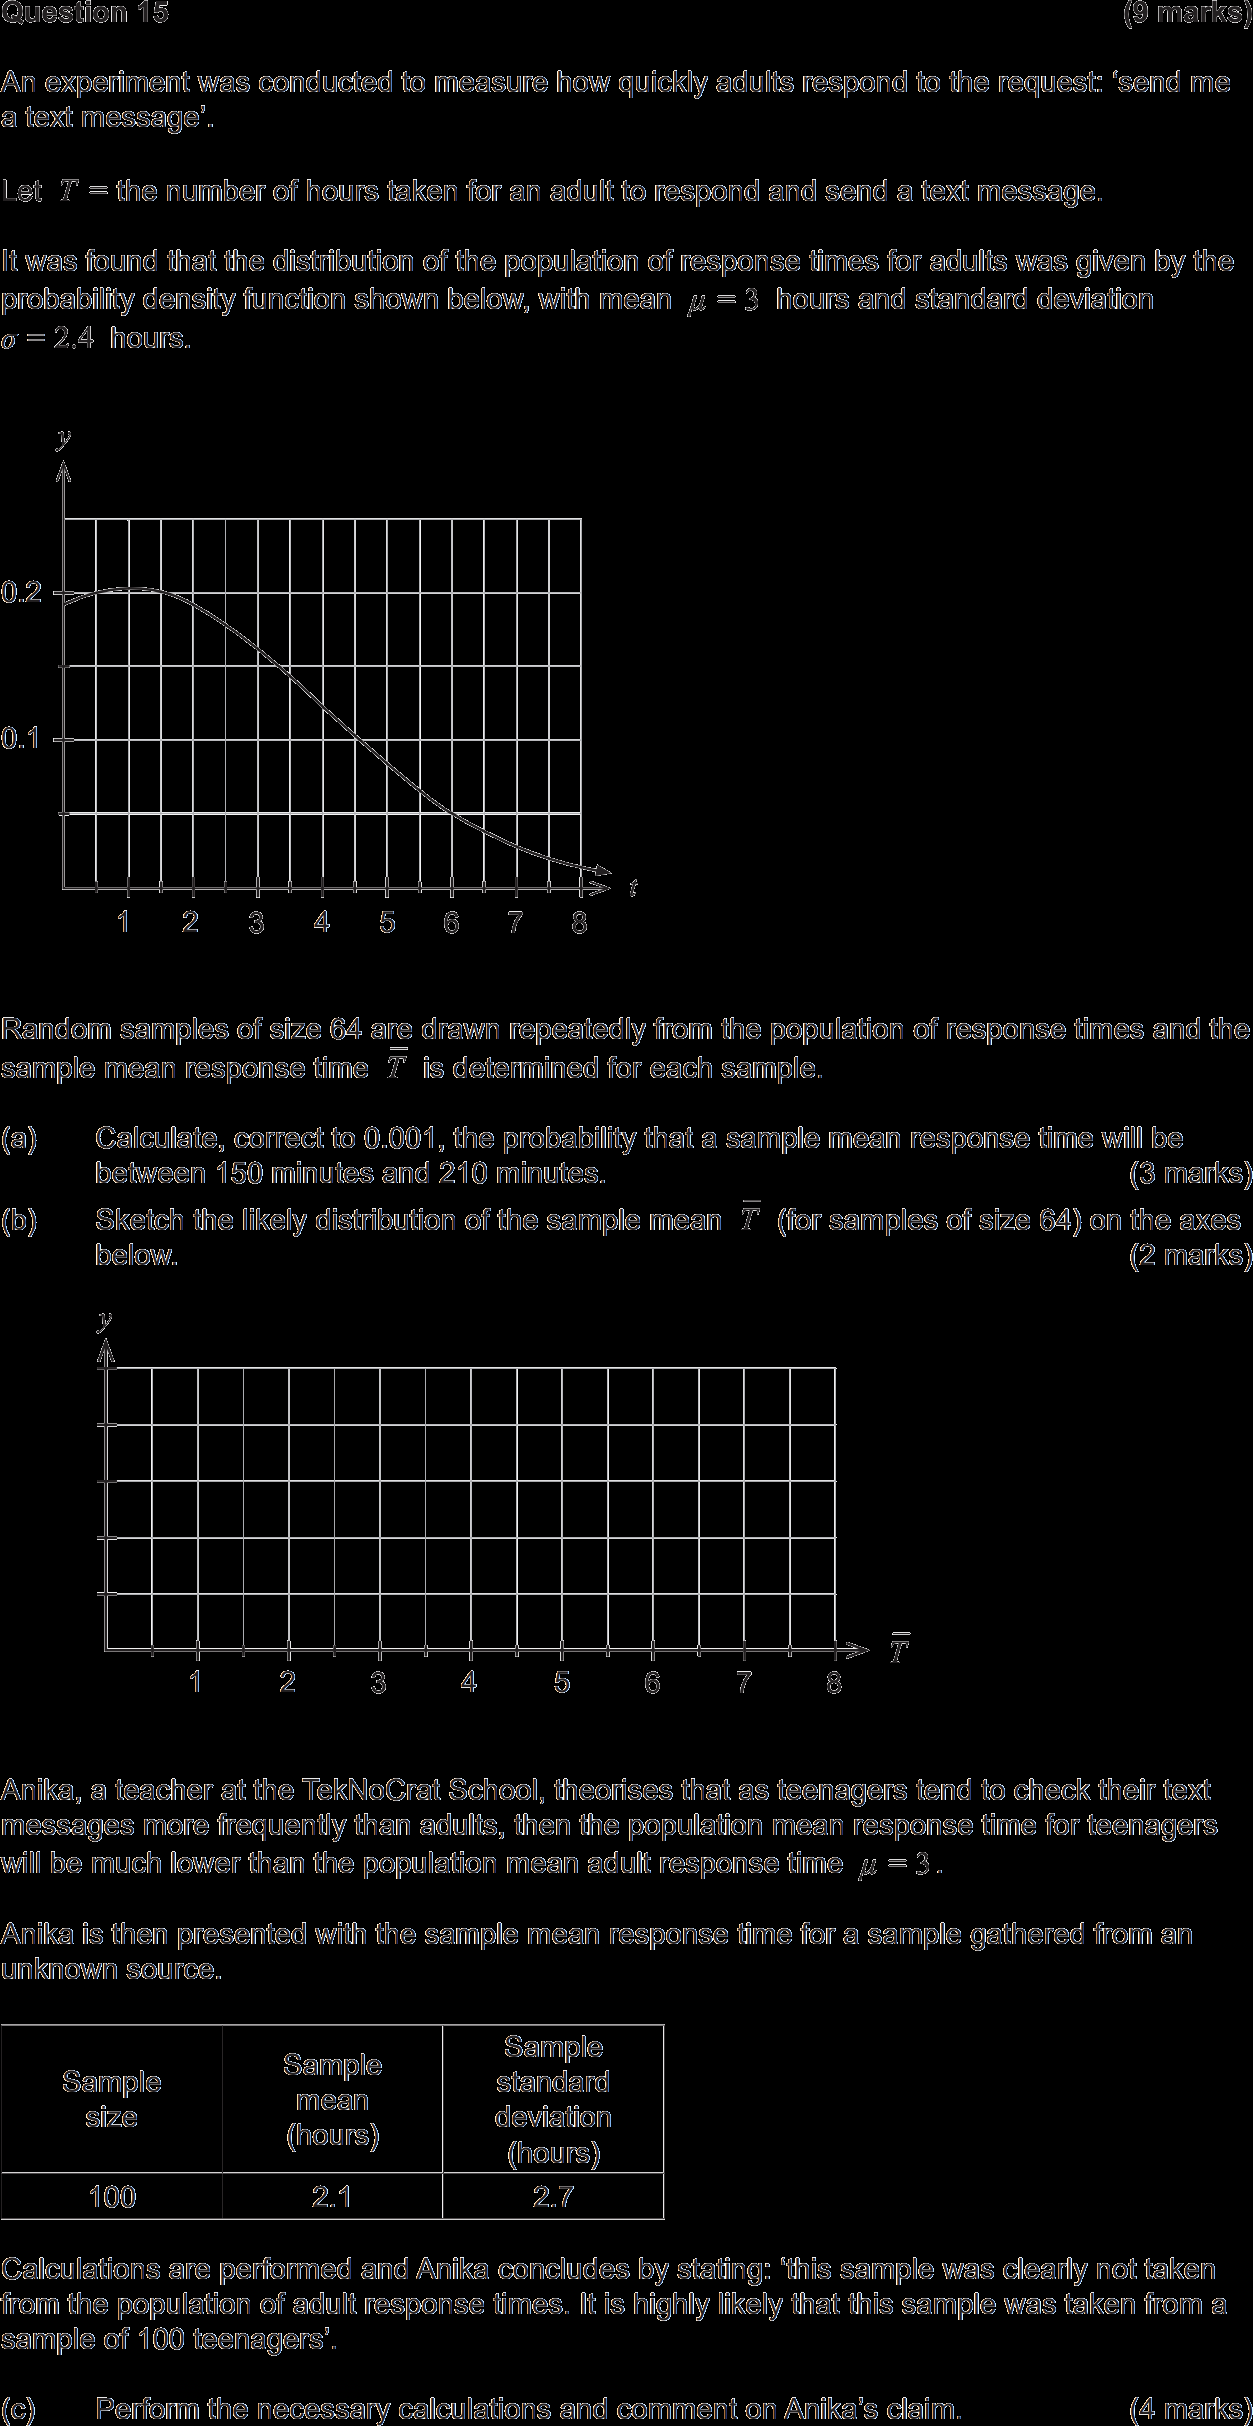 Question 15 (9 marks)
An experiment was conducted to measure how quickly adults respond to the request: ‘send me
a text message’.
Let T = the number of hours taken for an adult to respond and send a text message.
It was found that the distribution of the population of response times for adults was given by the
probability density function shown below, with mean μ = 3 hours and standard deviation
σ = 2.4 hours.
y
0.2
0.1
t
1 2 3 4 5 6 7 8
Random samples of size 64 are drawn repeatedly from the population of response times and the
sample mean response time T̅ is determined for each sample.
(a) Calculate, correct to 0.001, the probability that a sample mean response time will be
between 150 minutes and 210 minutes. (3 marks)
(b) Sketch the likely distribution of the sample mean T̅ (for samples of size 64) on the axes
below. (2 marks)
y
T̅
1 2 3 4 5 6 7 8
Anika, a teacher at the TekNoCrat School, theorises that as teenagers tend to check their text
messages more frequently than adults, then the population mean response time for teenagers
will be much lower than the population mean adult response time μ = 3.
Anika is then presented with the sample mean response time for a sample gathered from an
unknown source.
Sample
size
Sample
mean
(hours)
Sample
standard
deviation
(hours)
100 2.1 2.7
Calculations are performed and Anika concludes by stating: ‘this sample was clearly not taken
from the population of adult response times. It is highly likely that this sample was taken from a
sample of 100 teenagers’.
(c) Perform the necessary calculations and comment on Anika’s claim. (4 marks)